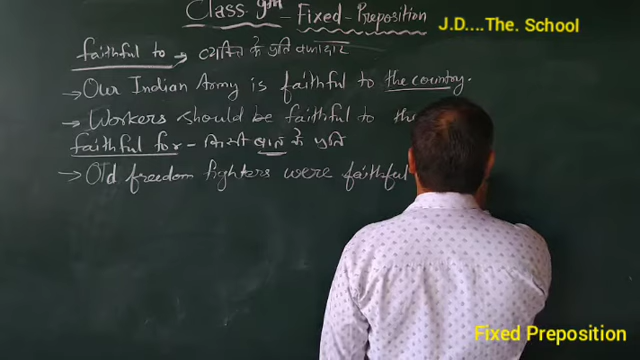 Class 9th - Fixed - Preposition
J.D....The. School
faithful to → व्यक्ति के प्रति वफादार
→ Our Indian Army is faithful to the country.
→ Workers should be faithful to the
faithful for - किसी बात के प्रति
→ Old freedom fighters were faithful
Fixed Preposition